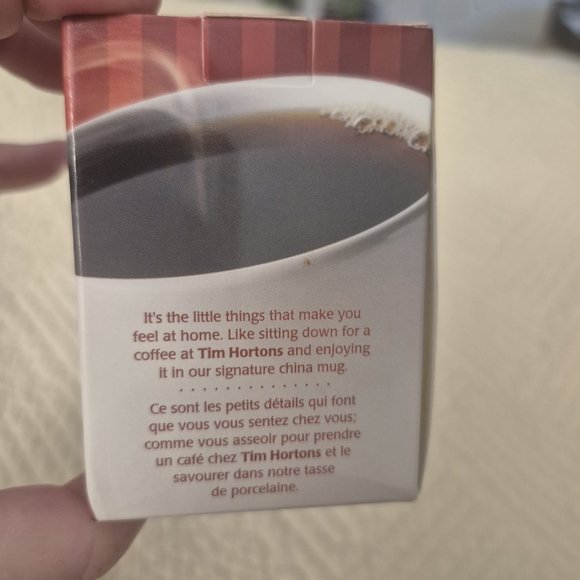 It's the little things that make you
feel at home. Like sitting down for a
coffee at Tim Hortons and enjoying
it in our signature china mug.
Ce sont les petits détails qui font
que vous vous sentez chez vous;
comme vous asseoir pour prendre
un café chez Tim Hortons et le
savourer dans notre tasse
de porcelaine.